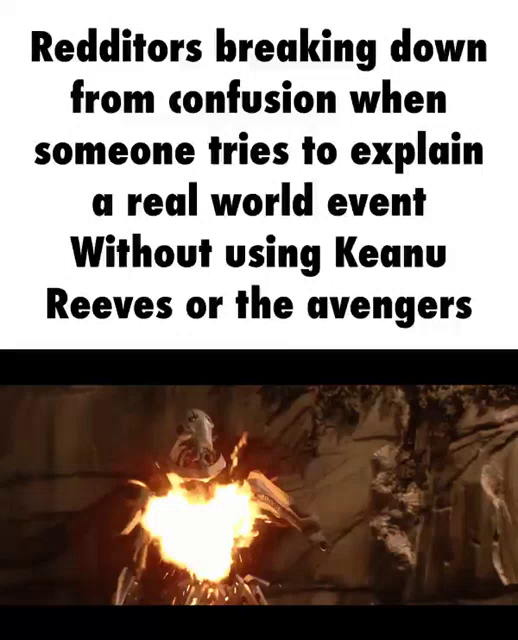 Redditors breaking down
from confusion when
someone tries to explain
a real world event
Without using Keanu
Reeves or the avengers